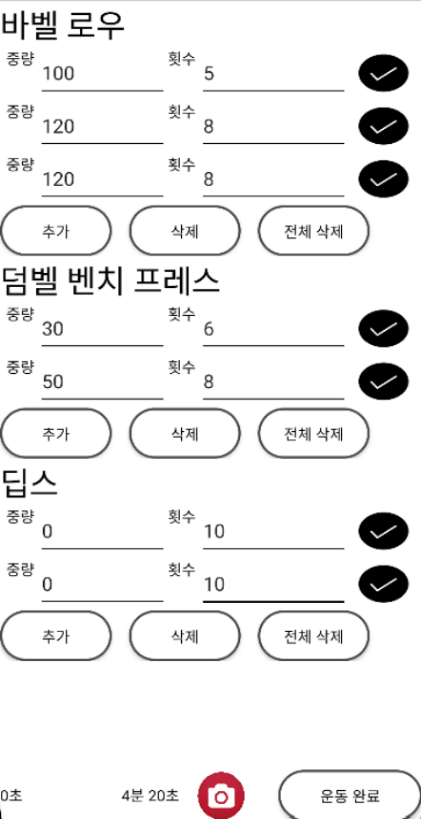 바벨 로우
중량 100 횟수 5
중량 120 횟수 8
중량 120 횟수 8
추가 삭제 전체 삭제
덤벨 벤치 프레스
중량 30 횟수 6
중량 50 횟수 8
추가 삭제 전체 삭제
딥스
중량 0 횟수 10
중량 0 횟수 10
추가 삭제 전체 삭제
0초 4분 20초 운동 완료